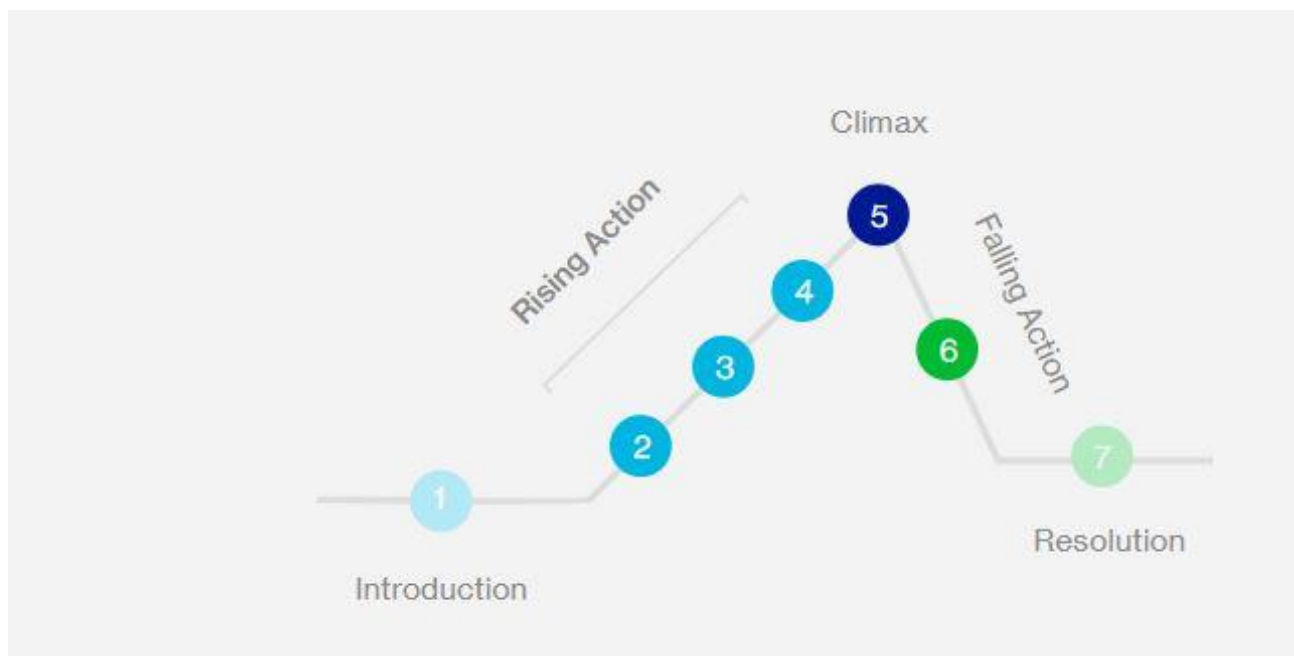 Climax
Rising Action
5
Falling Action
4
6
3
2
7
1
Resolution
Introduction